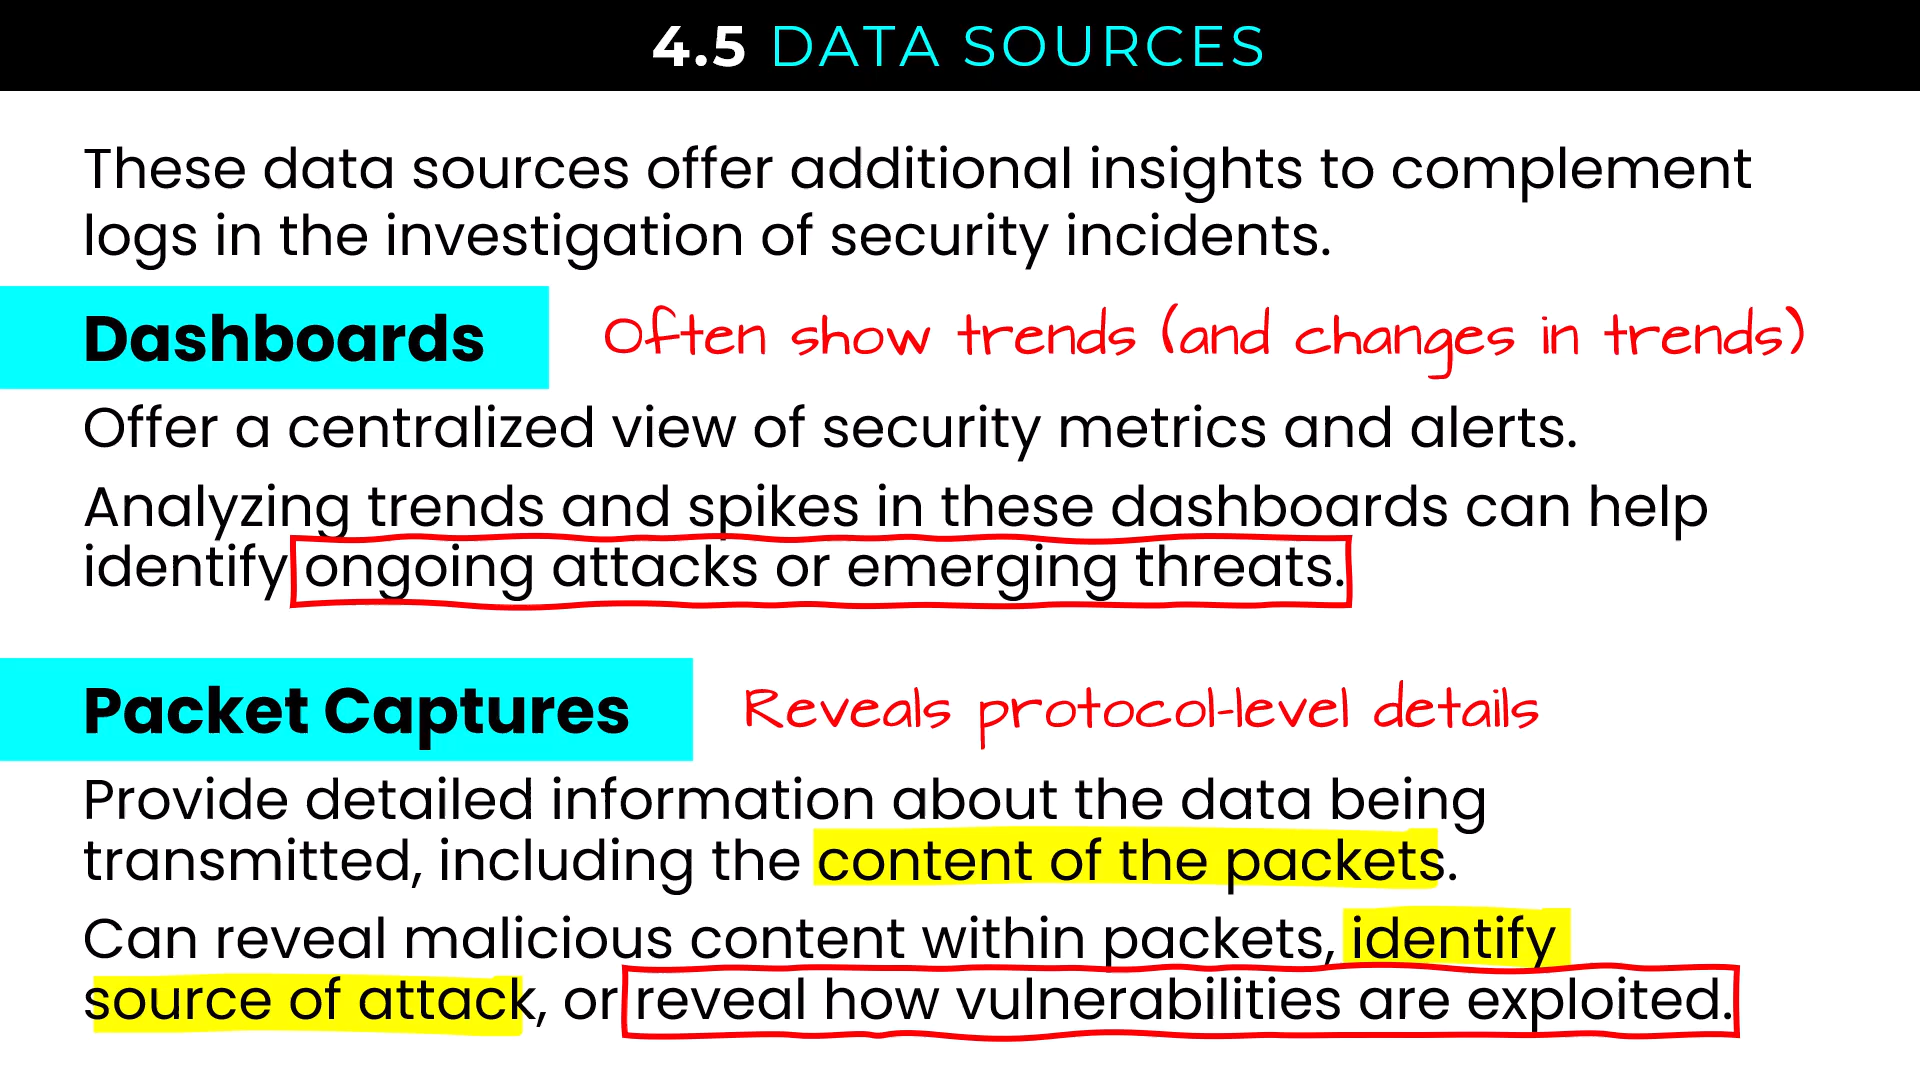 4.5 DATA SOURCES
These data sources offer additional insights to complement
logs in the investigation of security incidents.
Dashboards Often show trends (and changes in trends)
Offer a centralized view of security metrics and alerts.
Analyzing trends and spikes in these dashboards can help
identify ongoing attacks or emerging threats.
Packet Captures Reveals protocol-level details
Provide detailed information about the data being
transmitted, including the content of the packets.
Can reveal malicious content within packets, identify
source of attack, or reveal how vulnerabilities are exploited.